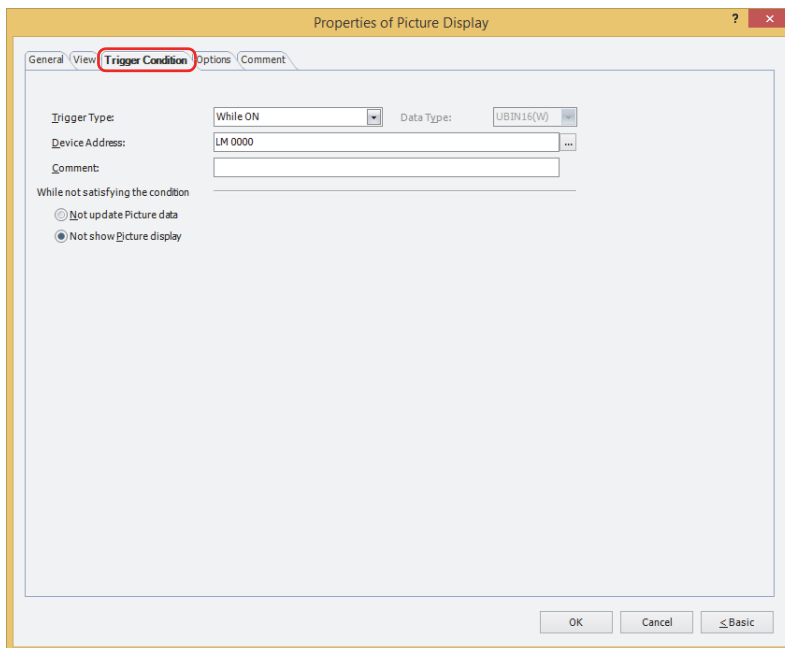 Properties of Picture Display
? ×
General View Trigger Condition Options Comment
Trigger Type: While ON Data Type: UBIN16(W)
Device Address: LM 0000 ...
Comment:
While not satisfying the condition
Not update Picture data
Not show Picture display
OK Cancel < Basic